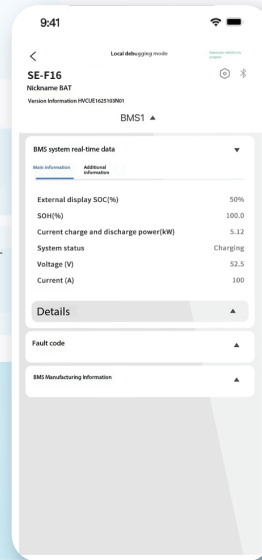 9:41
Local debugging mode
SE-F16
Nickname BAT
Version Information HVCUE1625103N01
BMS1
BMS system real-time data
Main information
Additional
information
External display SOC(%) 50%
SOH(%) 100.0
Current charge and discharge power(kW) 5.12
System status Charging
Voltage (V) 52.5
Current (A) 100
Details
Fault code
BMS Manufacturing Information